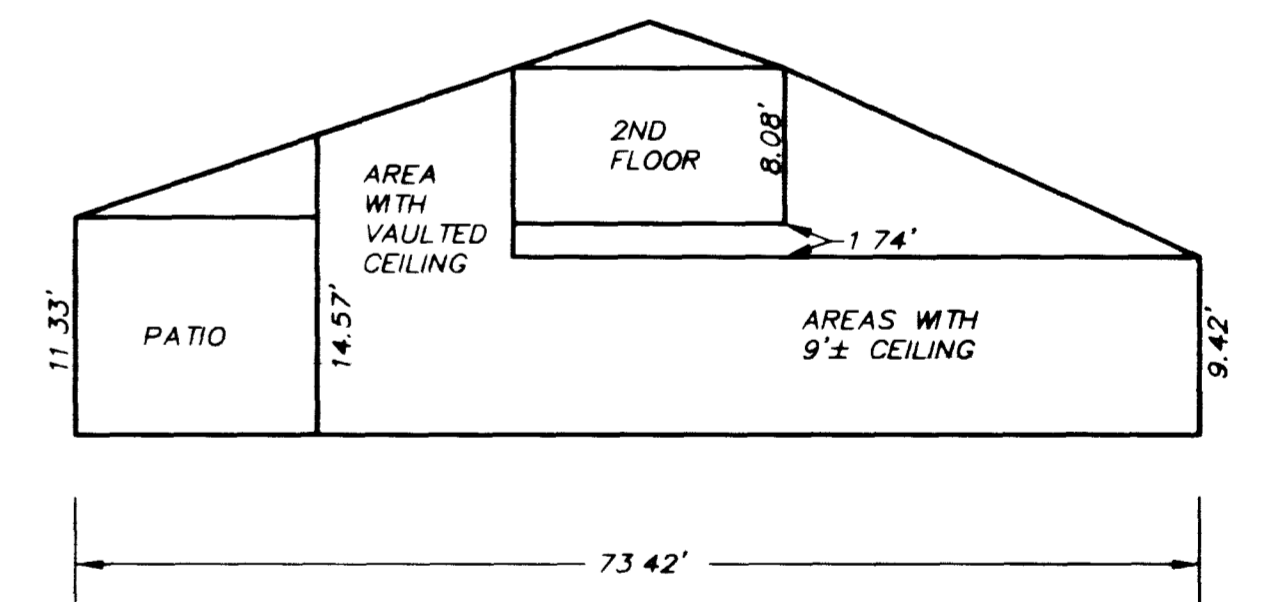 2ND
FLOOR
8.08'
AREA
WITH
VAULTED
CEILING
1 74'
11 33'
PATIO
14.57'
AREAS WITH
9'± CEILING
9.42'
73 42'